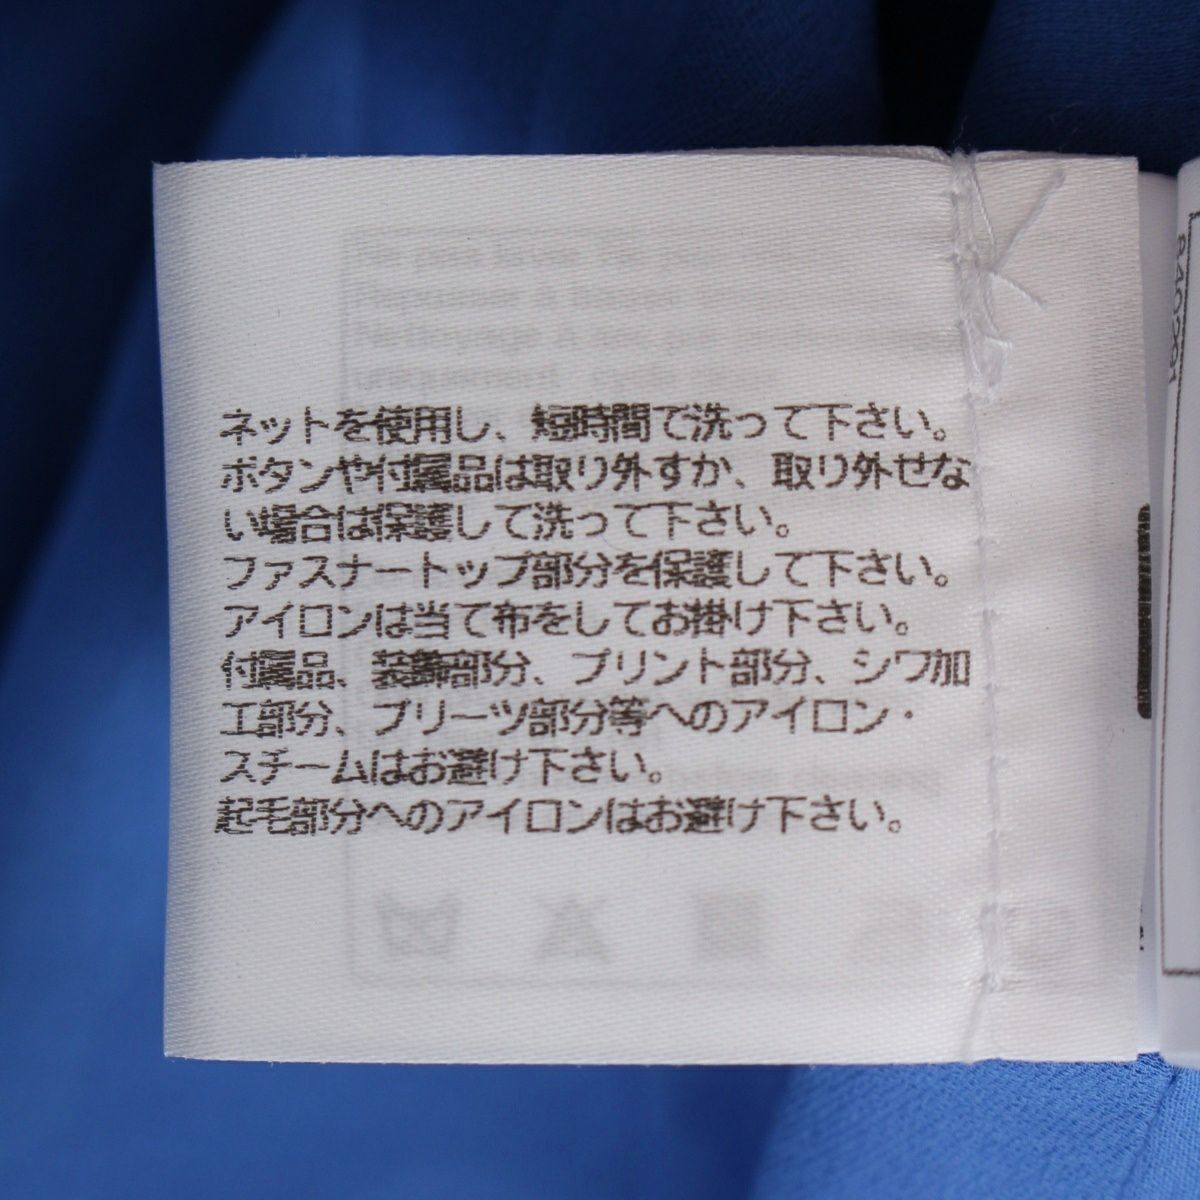 ネットを使用し、短時間で洗って下さい。
ボタンや付属品は取り外すか、取り外せな
い場合は保護して洗って下さい。
ファスナートップ部分を保護して下さい。
アイロンは当て布をしてお掛け下さい。
付属品、装飾部分、プリント部分、シワ加
工部分、プリーツ部分等へのアイロン・
スチームはお避け下さい。
起毛部分へのアイロンはお避け下さい。